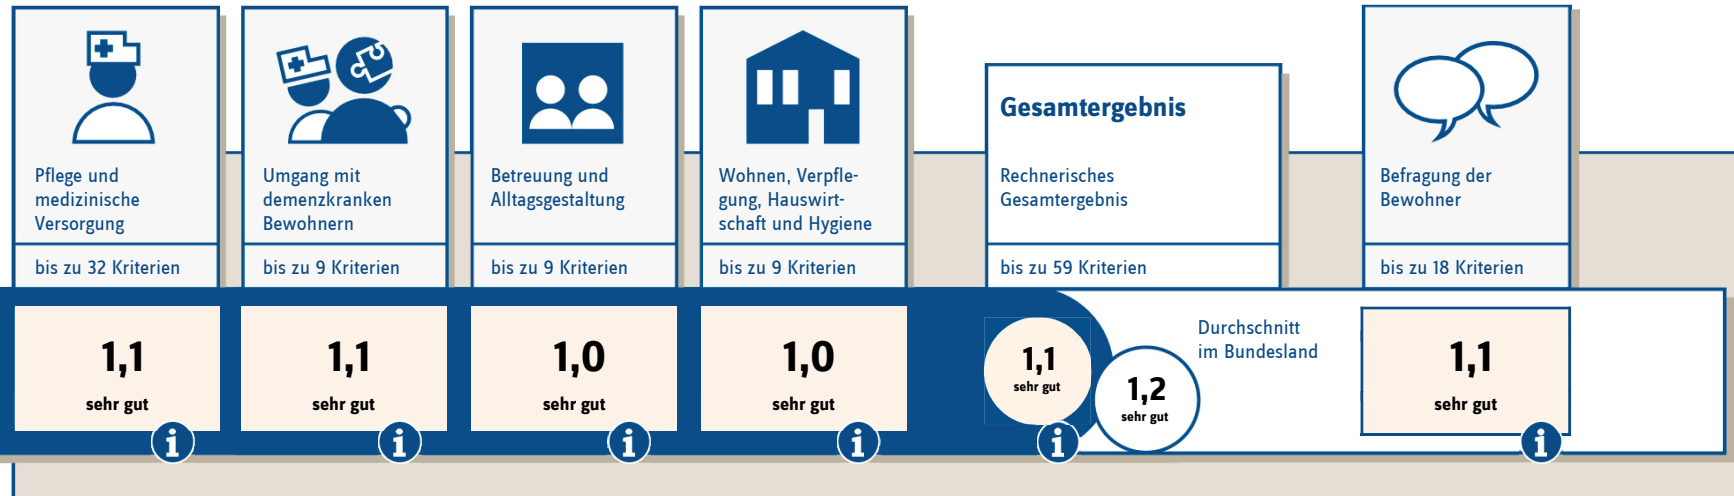 Pflege und
medizinische
Versorgung
bis zu 32 Kriterien
1,1
sehr gut
i
Umgang mit
demenzkranken
Bewohnern
bis zu 9 Kriterien
1,1
sehr gut
i
Betreuung und
Alltagsgestaltung
bis zu 9 Kriterien
1,0
sehr gut
i
Wohnen, Verpfle-
gung, Hauswirt-
schaft und Hygiene
bis zu 9 Kriterien
1,0
sehr gut
i
Gesamtergebnis
Rechnerisches
Gesamtergebnis
bis zu 59 Kriterien
1,1
sehr gut
i
1,2
sehr gut
Durchschnitt
im Bundesland
Befragung der
Bewohner
bis zu 18 Kriterien
1,1
sehr gut
i